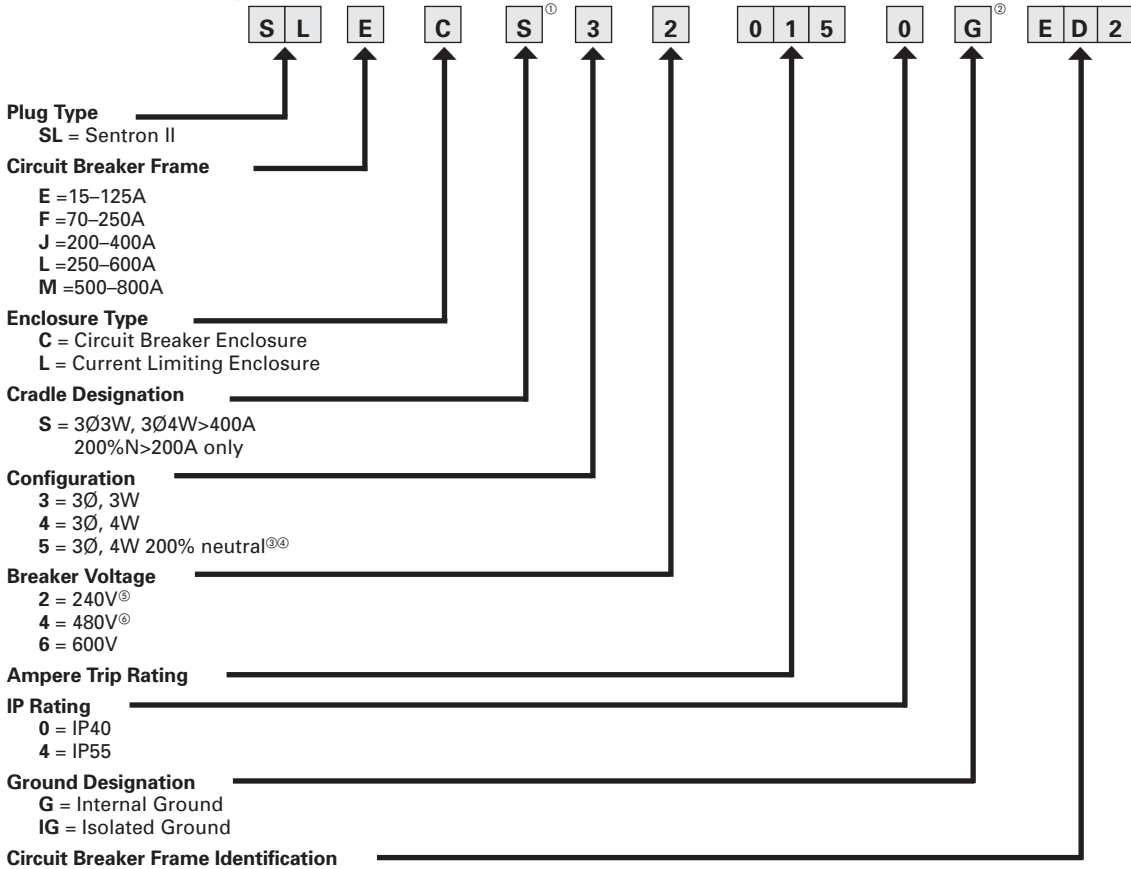 SL E C S① 3 2 015 0 G② ED2
Plug Type
SL = Sentron II
Circuit Breaker Frame
E =15–125A
F =70–250A
J =200–400A
L =250–600A
M =500–800A
Enclosure Type
C = Circuit Breaker Enclosure
L = Current Limiting Enclosure
Cradle Designation
S = 3Ø3W, 3Ø4W>400A
200%N>200A only
Configuration
3 = 3Ø, 3W
4 = 3Ø, 4W
5 = 3Ø, 4W 200% neutral③④
Breaker Voltage
2 = 240V⑤
4 = 480V⑥
6 = 600V
Ampere Trip Rating
IP Rating
0 = IP40
4 = IP55
Ground Designation
G = Internal Ground
IG = Isolated Ground
Circuit Breaker Frame Identification